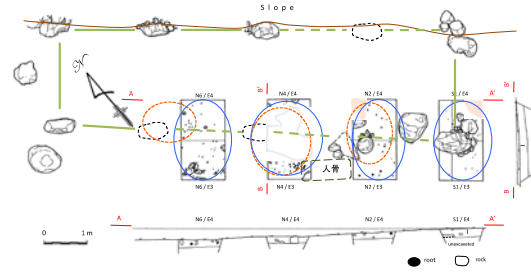 Slope
N
A
N6 / E4
B'
N4 / E4
N2 / E4
S1 / E4
A'
B'
人骨
N6 / E3
B
N4 / E3
N2 / E3
S1 / E3
B
A
N6 / E4
N4 / E4
N2 / E4
S1 / E4
A'
0 1 m
unexcavated
root
rock